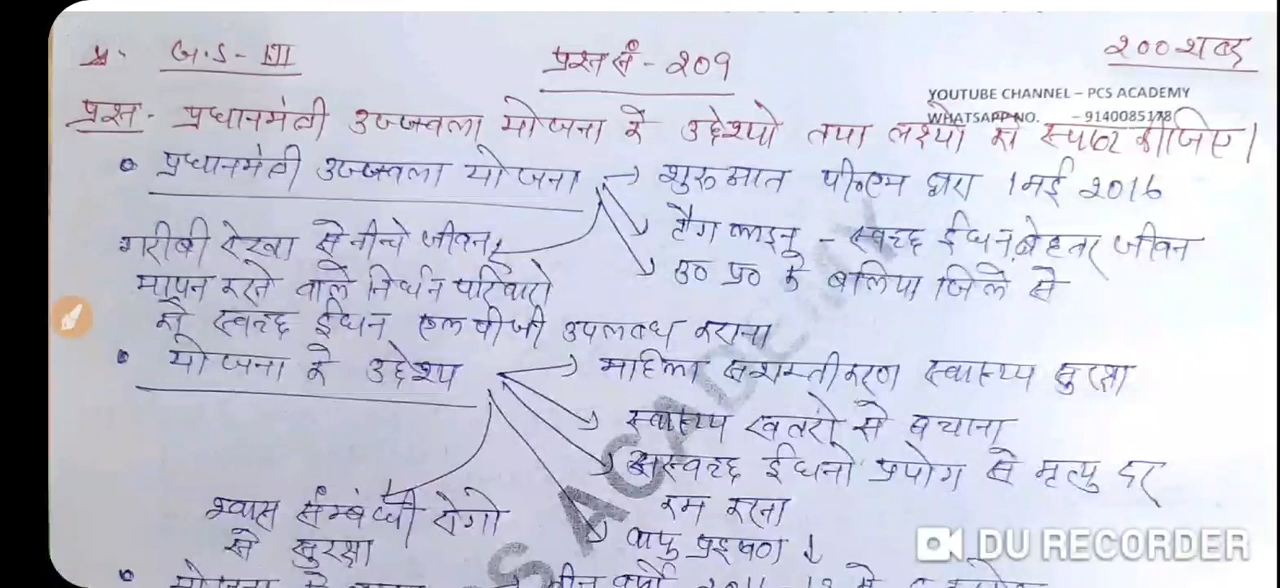 G.S - III
प्रश्न सं - 209
200 शब्द
YOUTUBE CHANNEL – PCS ACADEMY
WHATSAPP NO. - 9140085178
प्रश्न - प्रधानमंत्री उज्ज्वला योजना के उद्देश्यो तथा लक्ष्यो को स्पष्ट कीजिए।
• प्रधानमंत्री उज्ज्वला योजना
→ शुरुआत पीएम द्वारा 1 मई 2016
टैग लाइन - स्वच्छ ईंधन, बेहतर जीवन
उ० प्र० के बलिया जिले से
गरीबी रेखा से नीचे जीवन
यापन करने वाले निर्धन परिवारो
को स्वच्छ ईंधन एलपीजी उपलब्ध कराना
• योजना के उद्देश्य
→ महिला सशक्तीकरण स्वास्थ्य सुरक्षा
स्वास्थ्य खतरों से बचाना
अस्वच्छ ईंधनो प्रयोग से मृत्यु दर
कम करना
वायु प्रदूषण ↓
श्वास संम्बंधी रोगो
से सुरक्षा
ACADEMY
DU RECORDER